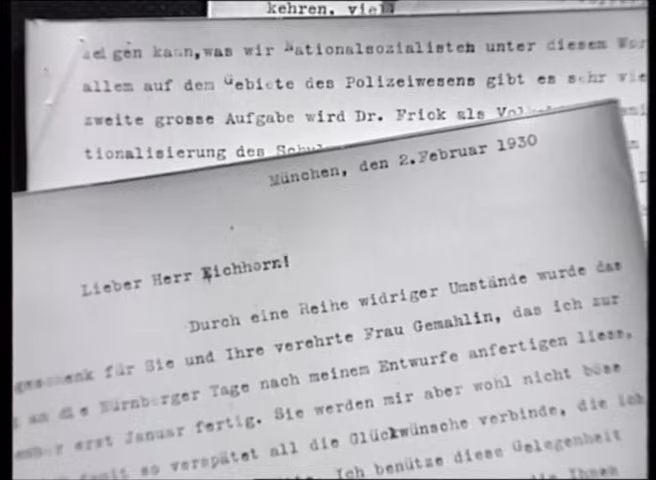 kehren. viel
zeigen kann,was wir Nationalsozialisten unter diesem
allem auf dem Gebiete des Polizeiwesens gibt es sehr
zweite grosse Aufgabe wird Dr. Frick als
tionalisierung des
München, den 2.Februar 1930
Lieber Herr Eichhorn!
Durch eine Reihe widriger Umstände wurde das
für Sie und Ihre verehrte Frau Gemahlin, das ich zur
an die Nürnberger Tage nach meinem Entwurfe anfertigen liess,
erst Januar fertig. Sie werden mir aber wohl nicht böse
damit so verspätet all die Glückwünsche verbinde, die ich
Ich benütze diese Gelegenheit
die Ihnen